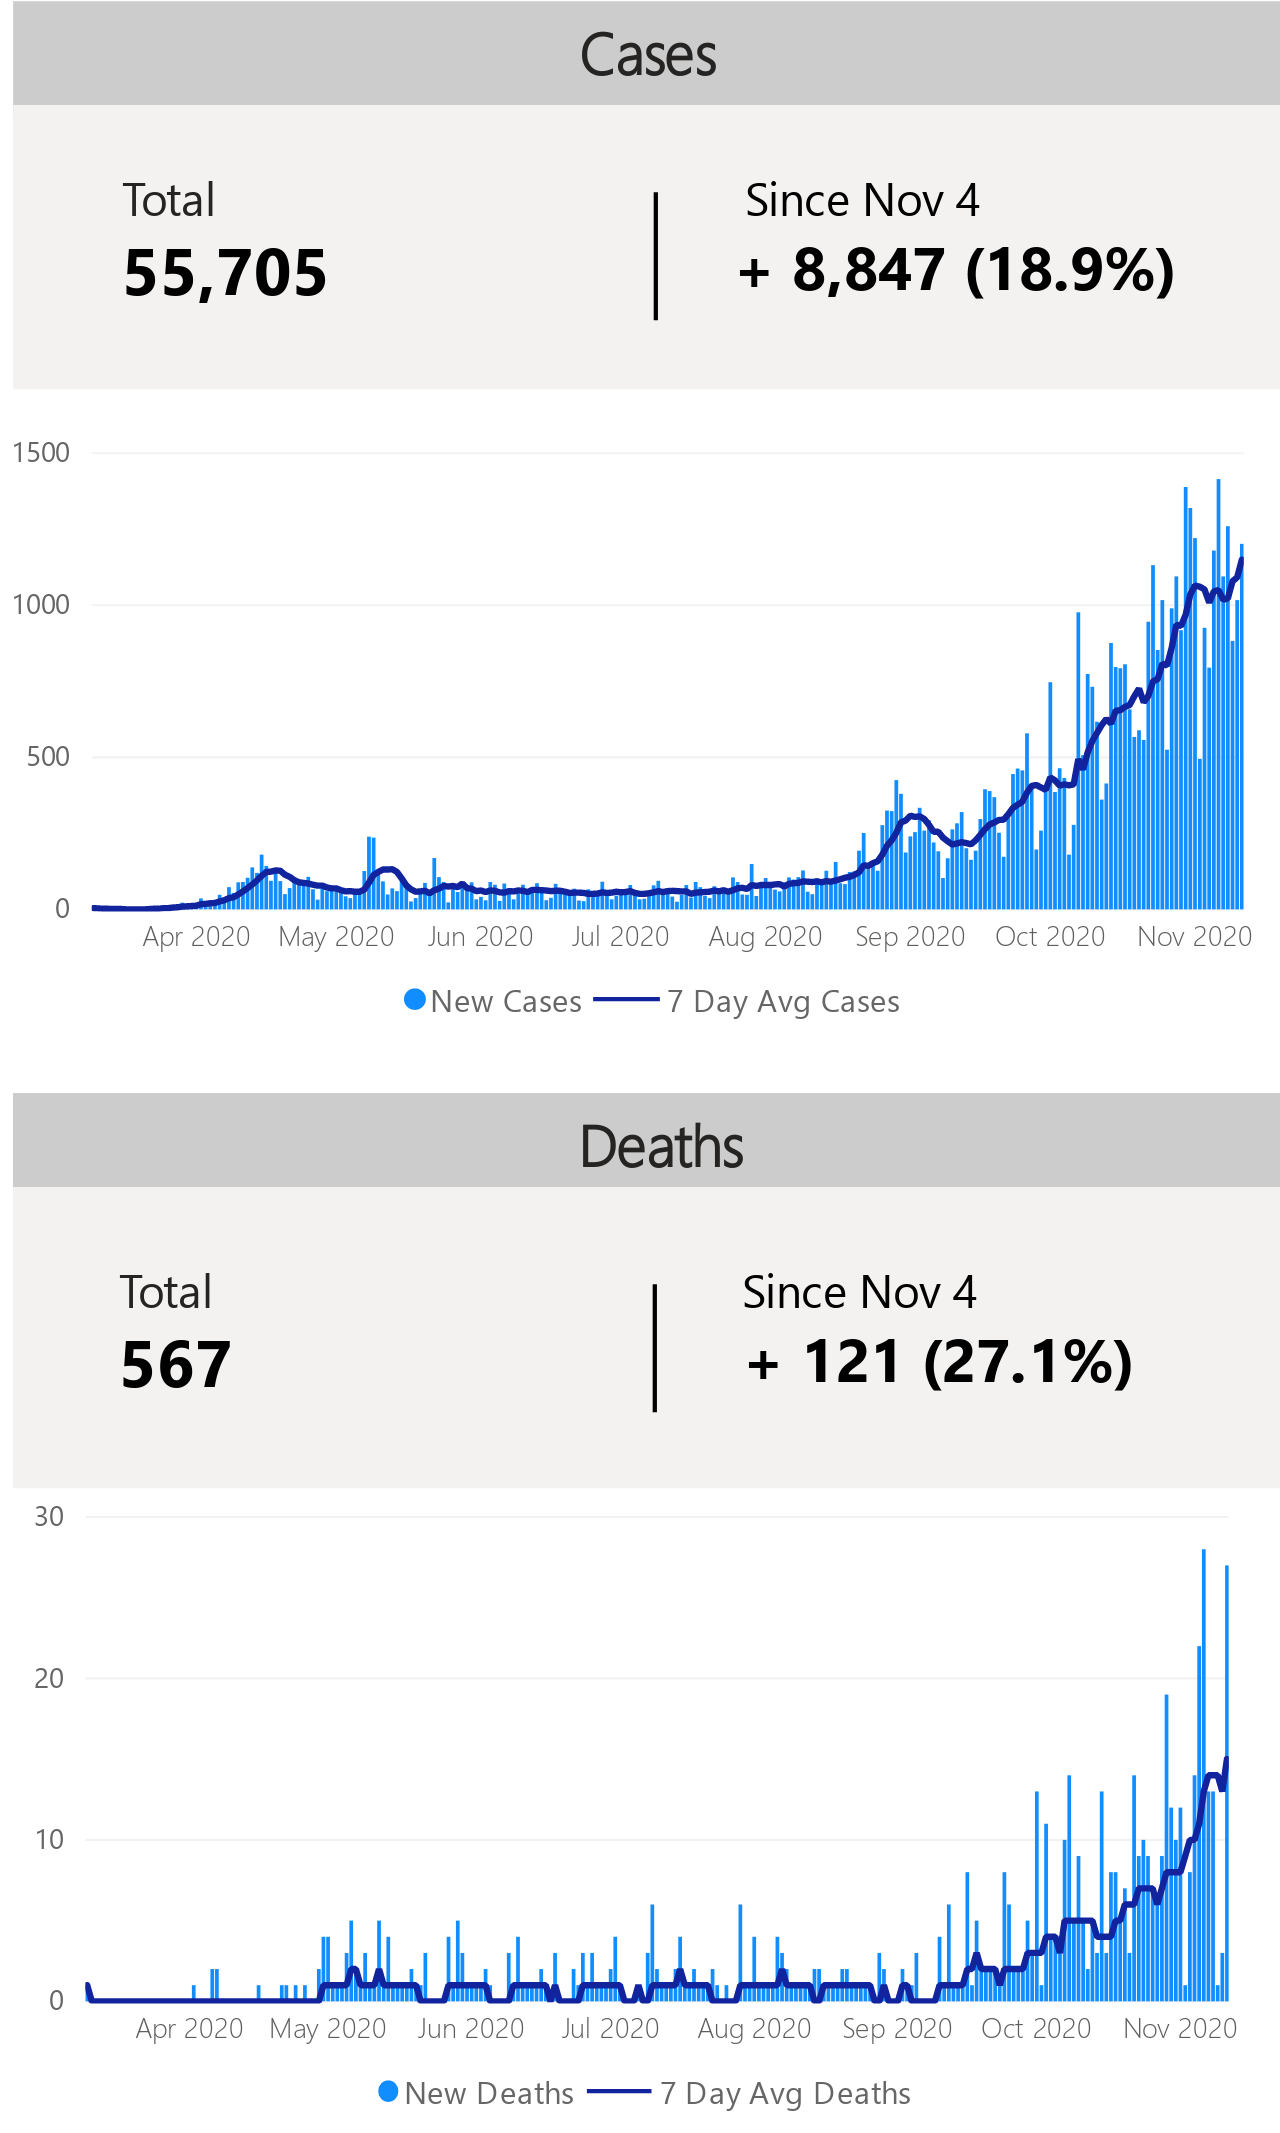 Cases
Total
Since Nov 4
55,705
+ 8,847 (18.9%)
1500
1000
500
0
Apr 2020 May 2020 Jun 2020 Jul 2020 Aug 2020 Sep 2020 Oct 2020 Nov 2020
New Cases 7 Day Avg Cases
Deaths
Total
Since Nov 4
567
+ 121 (27.1%)
30
20
10
0
Apr 2020 May 2020 Jun 2020 Jul 2020 Aug 2020 Sep 2020 Oct 2020 Nov 2020
New Deaths 7 Day Avg Deaths